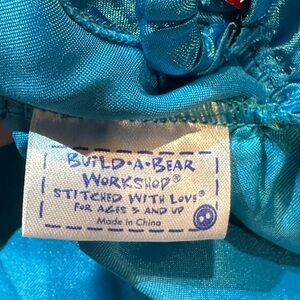 BUILD-A-BEAR
WORKSHOP®
STITCHED WITH LOVE®
FOR AGES 3 AND UP
Made in China